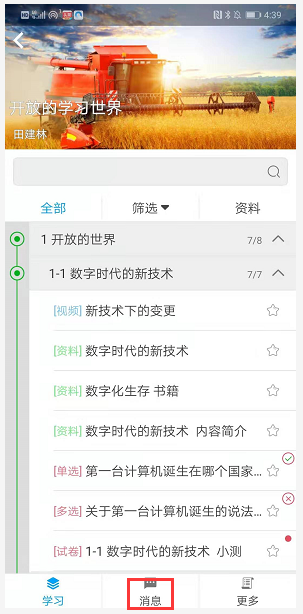 HD 4:39
开放的学习世界
田建林
全部 筛选 资料
1 开放的世界 7/8
1-1 数字时代的新技术 7/7
[视频] 新技术下的变更
[资料] 数字时代的新技术
[资料] 数字化生存 书籍
[资料] 数字时代的新技术 内容简介
[单选] 第一台计算机诞生在哪个国家...
[多选] 关于第一台计算机诞生的说法...
[试卷] 1-1 数字时代的新技术 小测
学习 消息 更多